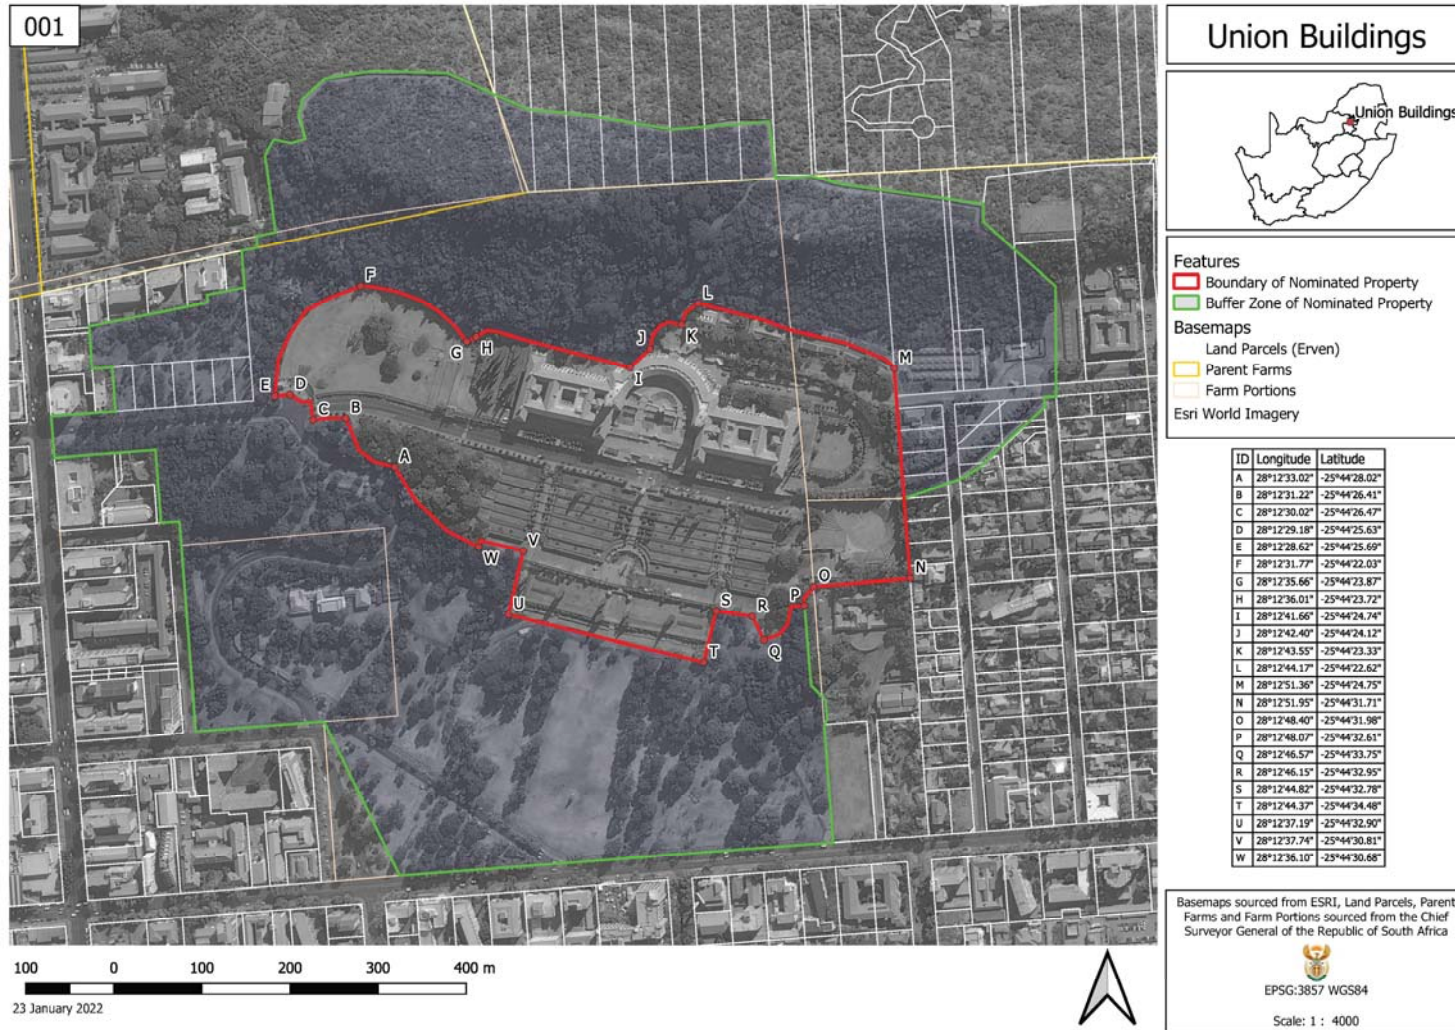 001
Union Buildings
Union Buildings
Features
Boundary of Nominated Property
Buffer Zone of Nominated Property
Basemaps
Land Parcels (Erven)
Parent Farms
Farm Portions
Esri World Imagery
ID Longitude Latitude
A 28°12'33.02" -25°44'28.02"
B 28°12'31.22" -25°44'26.41"
C 28°12'30.02" -25°44'26.47"
D 28°12'29.18" -25°44'25.63"
E 28°12'28.62" -25°44'25.69"
F 28°12'31.77" -25°44'22.03"
G 28°12'35.66" -25°44'23.87"
H 28°12'36.01" -25°44'23.72"
I 28°12'41.66" -25°44'24.74"
J 28°12'42.40" -25°44'24.12"
K 28°12'43.55" -25°44'23.33"
L 28°12'44.17" -25°44'22.62"
M 28°12'51.36" -25°44'24.75"
N 28°12'51.95" -25°44'31.71"
O 28°12'48.40" -25°44'31.98"
P 28°12'48.07" -25°44'32.61"
Q 28°12'46.57" -25°44'33.75"
R 28°12'46.15" -25°44'32.95"
S 28°12'44.82" -25°44'32.78"
T 28°12'44.37" -25°44'34.48"
U 28°12'37.19" -25°44'32.90"
V 28°12'37.74" -25°44'30.81"
W 28°12'36.10" -25°44'30.68"
Basemaps sourced from ESRI, Land Parcels, Parent
Farms and Farm Portions sourced from the Chief
Surveyor General of the Republic of South Africa
EPSG:3857 WGS84
Scale: 1 : 4000
F
L
G
H
J
K
I
M
E
D
C
B
A
W
V
U
S
R
P
O
N
T
Q
100 0 100 200 300 400 m
23 January 2022